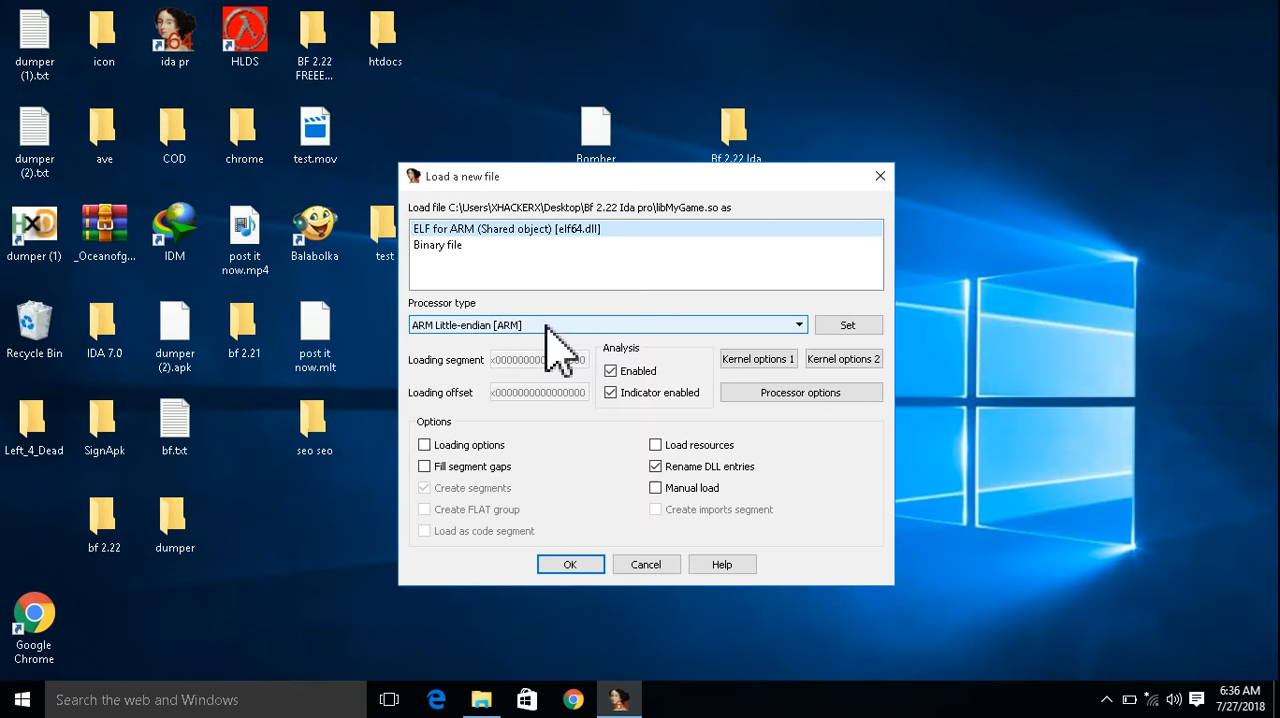 dumper
(1).txt
icon
64
ida pr
HLDS
BF 2.22
FREEE...
htdocs
dumper
(2).txt
ave
COD
chrome
test.mov
Bomber
Bf 2.22 Ida
HxD
dumper (1)
_Oceanofg...
IDM
post it
now.mp4
Balabolka
test
Recycle Bin
IDA 7.0
dumper
(2).apk
bf 2.21
post it
now.mlt
Left_4_Dead
SignApk
bf.txt
seo seo
bf 2.22
dumper
Google
Chrome
Load a new file
Load file C:\Users\XHACKERX\Desktop\Bf 2.22 Ida pro\libMyGame.so as
ELF for ARM (Shared object) [elf64.dll]
Binary file
Processor type
ARM Little-endian [ARM]
Set
Loading segment
Loading offset
x0000000000000000
Analysis
Enabled
Indicator enabled
Kernel options 1
Kernel options 2
Processor options
Options
Loading options
Fill segment gaps
Create segments
Create FLAT group
Load as code segment
Load resources
Rename DLL entries
Manual load
Create imports segment
OK
Cancel
Help
Search the web and Windows
6:36 AM
7/27/2018